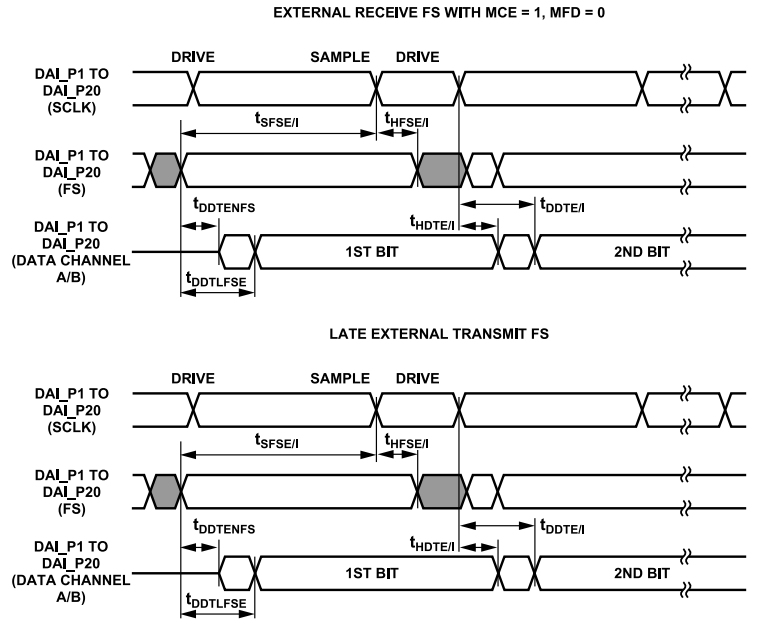 EXTERNAL RECEIVE FS WITH MCE = 1, MFD = 0
DRIVE SAMPLE DRIVE
DAI_P1 TO
DAI_P20
(SCLK)
tSFSE/I tHFSE/I
DAI_P1 TO
DAI_P20
(FS)
tDDTENFS tHDTE/I tDDTE/I
DAI_P1 TO
DAI_P20
(DATA CHANNEL
A/B)
1ST BIT 2ND BIT
tDDTLFSE
LATE EXTERNAL TRANSMIT FS
DRIVE SAMPLE DRIVE
DAI_P1 TO
DAI_P20
(SCLK)
tSFSE/I tHFSE/I
DAI_P1 TO
DAI_P20
(FS)
tDDTENFS tHDTE/I tDDTE/I
DAI_P1 TO
DAI_P20
(DATA CHANNEL
A/B)
1ST BIT 2ND BIT
tDDTLFSE